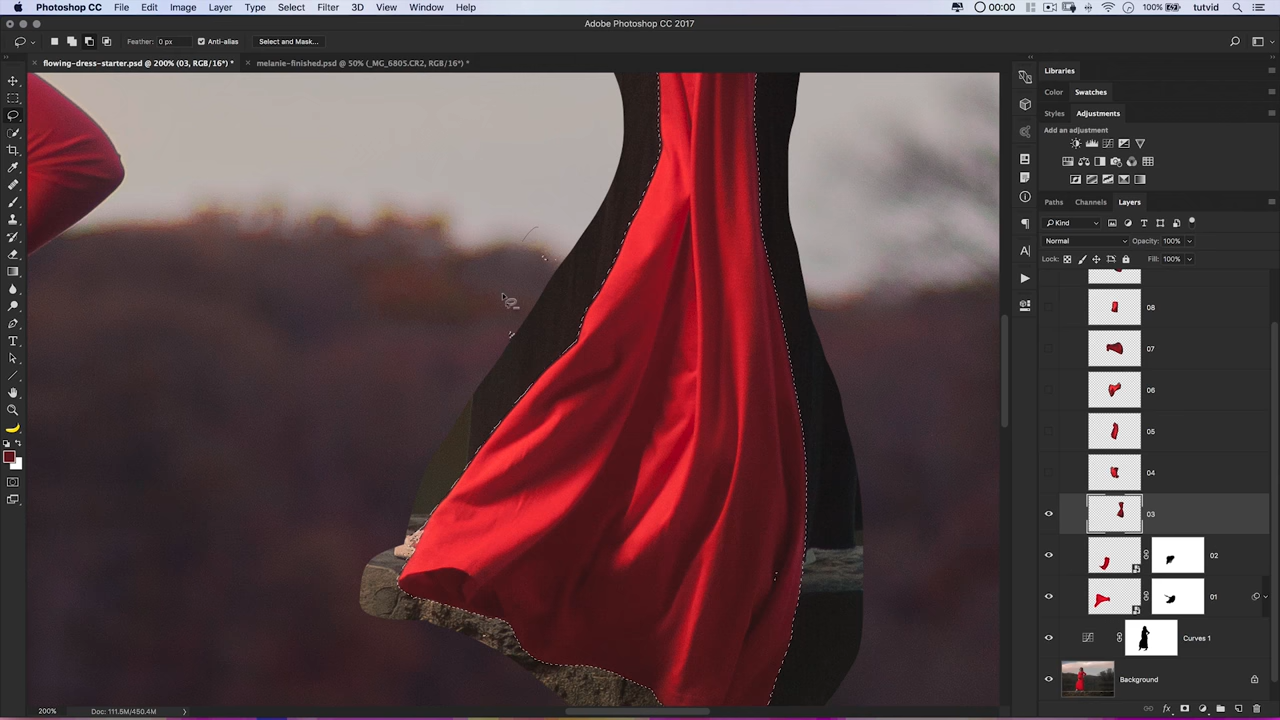 Photoshop CC File Edit Image Layer Type Select Filter 3D View Window Help 00:00 100% tutvid
Adobe Photoshop CC 2017
Feather: 0 px Anti-alias Select and Mask...
flowing-dress-starter.psd @ 200% (03, RGB/16*) * melanie-finished.psd @ 50% (_MG_6805.CR2, RGB/16*) *
Libraries
Color Swatches
Styles Adjustments
Add an adjustment
Paths Channels Layers
Kind
Normal Opacity: 100%
Lock: Fill: 100%
08
07
06
05
04
03
02
01
Curves 1
Background
200% Doc: 111.5M/450.4M